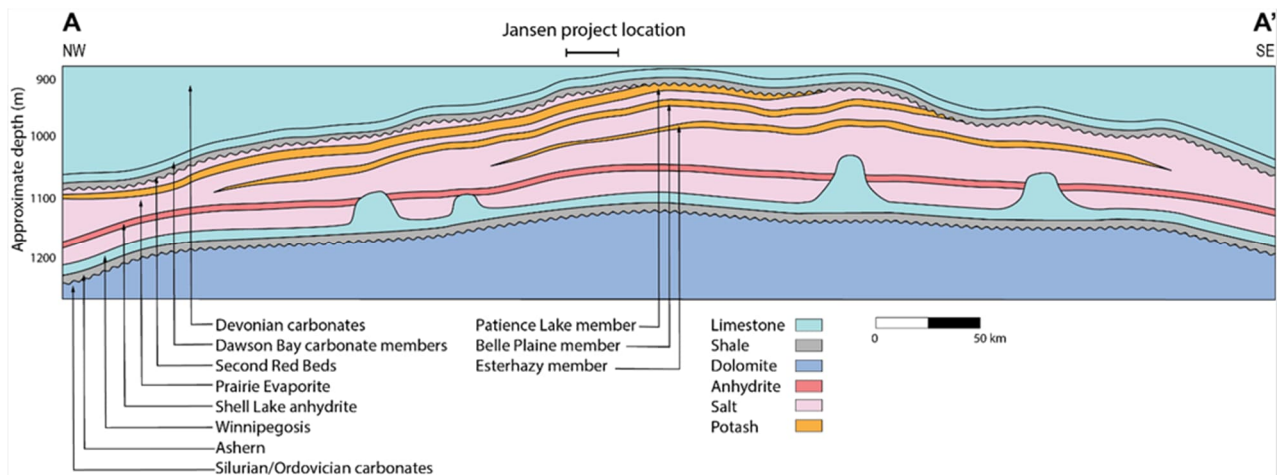 A
A'
Jansen project location
NW
SE
Approximate depth (m)
900
1000
1100
1200
Devonian carbonates
Dawson Bay carbonate members
Second Red Beds
Prairie Evaporite
Shell Lake anhydrite
Winnipegosis
Ashern
Silurian/Ordovician carbonates
Patience Lake member
Belle Plaine member
Esterhazy member
Limestone
Shale
Dolomite
Anhydrite
Salt
Potash
0 50 km